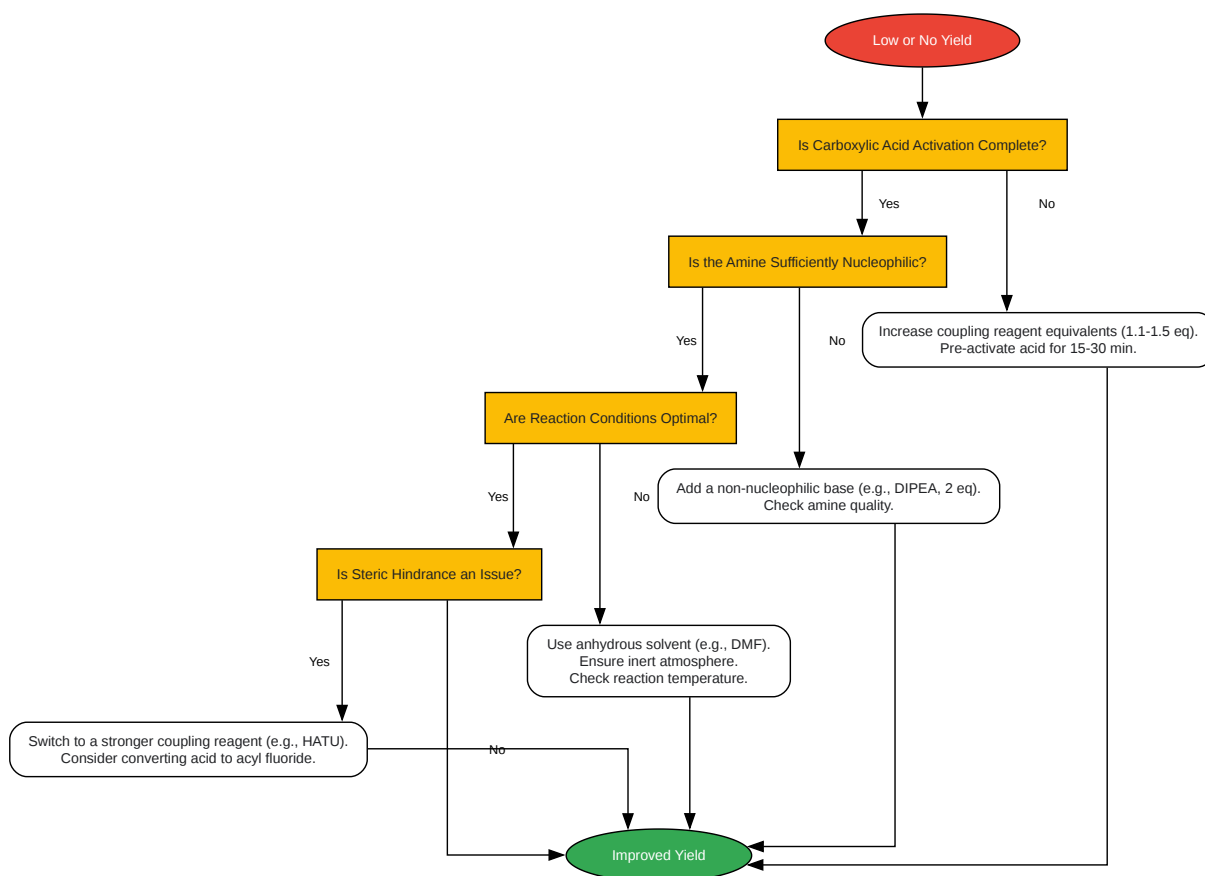 Low or No Yield
Is Carboxylic Acid Activation Complete?
Yes
No
Is the Amine Sufficiently Nucleophilic?
Increase coupling reagent equivalents (1.1-1.5 eq).
Pre-activate acid for 15-30 min.
Yes
No
Are Reaction Conditions Optimal?
Add a non-nucleophilic base (e.g., DIPEA, 2 eq).
Check amine quality.
Yes
No
Is Steric Hindrance an Issue?
Use anhydrous solvent (e.g., DMF).
Ensure inert atmosphere.
Check reaction temperature.
Yes
Switch to a stronger coupling reagent (e.g., HATU).
Consider converting acid to acyl fluoride.
No
Improved Yield